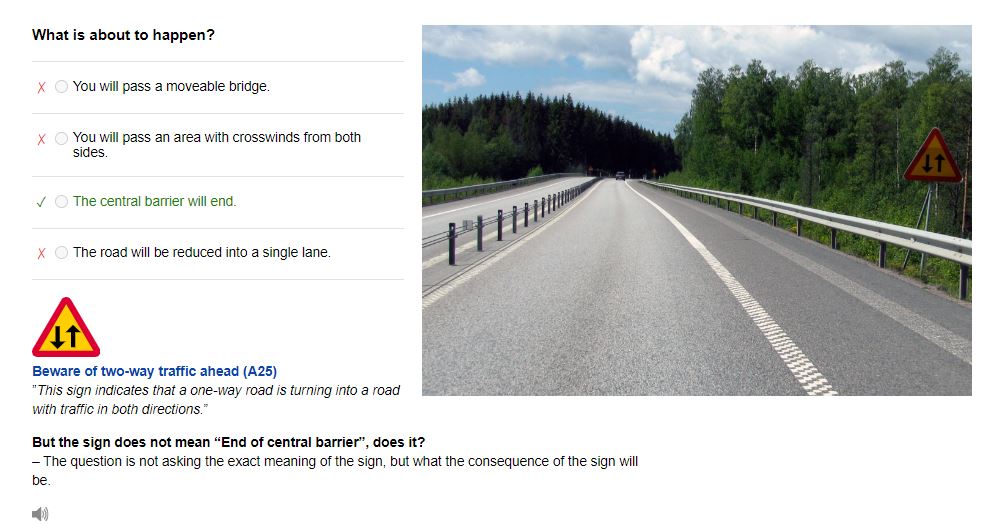 What is about to happen?
You will pass a moveable bridge.
You will pass an area with crosswinds from both
sides.
The central barrier will end.
The road will be reduced into a single lane.
Beware of two-way traffic ahead (A25)
"This sign indicates that a one-way road is turning into a road
with traffic in both directions."
But the sign does not mean “End of central barrier”, does it?
– The question is not asking the exact meaning of the sign, but what the consequence of the sign will
be.